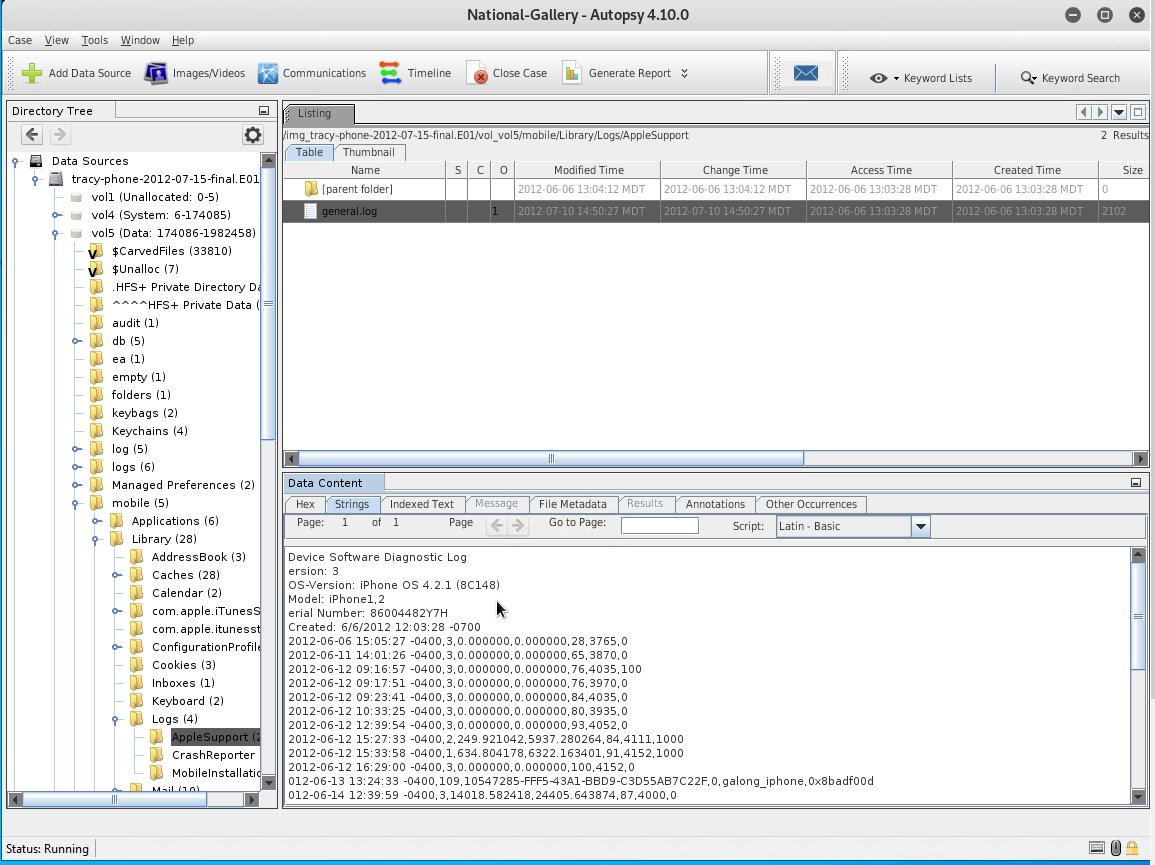 National-Gallery - Autopsy 4.10.0
Case View Tools Window Help
Add Data Source Images/Videos Communications Timeline Close Case Generate Report Keyword Lists Keyword Search
Directory Tree
Data Sources
tracy-phone-2012-07-15-final.E01
vol1 (Unallocated: 0-5)
vol4 (System: 6-174085)
vol5 (Data: 174086-1982458)
$CarvedFiles (33810)
$Unalloc (7)
.HFS+ Private Directory Da
^^^^HFS+ Private Data (
audit (1)
db (5)
ea (1)
empty (1)
folders (1)
keybags (2)
Keychains (4)
log (5)
logs (6)
Managed Preferences (2)
mobile (5)
Applications (6)
Library (28)
AddressBook (3)
Caches (28)
Calendar (2)
com.apple.iTunesS
com.apple.itunesst
ConfigurationProfile
Cookies (3)
Inboxes (1)
Keyboard (2)
Logs (4)
AppleSupport (2
CrashReporter
MobileInstallatio
Mail (10)
Listing
/img_tracy-phone-2012-07-15-final.E01/vol_vol5/mobile/Library/Logs/AppleSupport
2 Results
Table Thumbnail
Name S C O Modified Time Change Time Access Time Created Time Size
[parent folder] 2012-06-06 13:04:12 MDT 2012-06-06 13:04:12 MDT 2012-06-06 13:03:28 MDT 2012-06-06 13:03:28 MDT 0
general.log 1 2012-07-10 14:50:27 MDT 2012-07-10 14:50:27 MDT 2012-06-06 13:03:28 MDT 2012-06-06 13:03:28 MDT 2102
Data Content
Hex Strings Indexed Text Message File Metadata Results Annotations Other Occurrences
Page: 1 of 1 Page Go to Page: Script: Latin - Basic
Device Software Diagnostic Log
ersion: 3
OS-Version: iPhone OS 4.2.1 (8C148)
Model: iPhone1,2
erial Number: 86004482Y7H
Created: 6/6/2012 12:03:28 -0700
2012-06-06 15:05:27 -0400,3,0.000000,0.000000,28,3765,0
2012-06-11 14:01:26 -0400,3,0.000000,0.000000,65,3870,0
2012-06-12 09:16:57 -0400,3,0.000000,0.000000,76,4035,100
2012-06-12 09:17:51 -0400,3,0.000000,0.000000,76,3970,0
2012-06-12 09:23:41 -0400,3,0.000000,0.000000,84,4035,0
2012-06-12 10:33:25 -0400,3,0.000000,0.000000,80,3935,0
2012-06-12 12:39:54 -0400,3,0.000000,0.000000,93,4052,0
2012-06-12 15:27:33 -0400,2,249.921042,5937.280264,84,4111,1000
2012-06-12 15:33:58 -0400,1,634.804178,6322.163401,91,4152,1000
2012-06-12 16:29:00 -0400,3,0.000000,0.000000,100,4152,0
012-06-13 13:24:33 -0400,109,10547285-FFF5-43A1-BBD9-C3D55AB7C22F,0,galong_iphone,0x8badf00d
012-06-14 12:39:59 -0400,3,14018.582418,24405.643874,87,4000,0
Status: Running